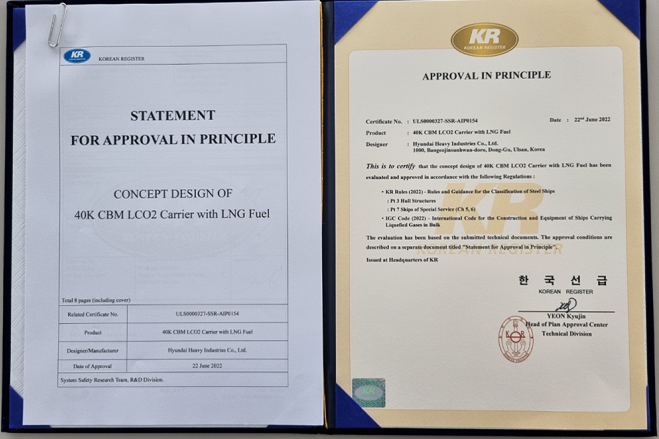 KR
KOREAN REGISTER
KOREAN REGISTER
STATEMENT
FOR APPROVAL IN PRINCIPLE
CONCEPT DESIGN OF
40K CBM LCO2 Carrier with LNG Fuel
Total 8 pages (including cover)
Related Certificate No. ULS0000327-SSR-AIP0154
Product 40K CBM LCO2 Carrier with LNG Fuel
Designer/Manufacturer Hyundai Heavy Industries Co., Ltd.
Date of Approval 22 June 2022
System Safety Research Team, R&D Division.
KR
KOREAN REGISTER
APPROVAL IN PRINCIPLE
Certificate No. : ULS0000327-SSR-AIP0154 Date : 22nd June 2022
Product : 40K CBM LCO2 Carrier with LNG Fuel
Designer : Hyundai Heavy Industries Co., Ltd.
1000, Bangeojinsunhwan-doro, Dong-Gu, Ulsan, Korea
This is to certify that the concept design of 40K CBM LCO2 Carrier with LNG Fuel has been
evaluated and approved in accordance with the following Regulations :
• KR Rules (2022) - Rules and Guidance for the Classification of Steel Ships
: Pt 3 Hull Structures
: Pt 7 Ships of Special Service (Ch 5, 6)
• IGC Code (2022) - International Code for the Construction and Equipment of Ships Carrying
Liquefied Gases in Bulk
The evaluation has been based on the submitted technical documents. The approval conditions are
described on a separate document titled "Statement for Approval in Principle".
KR
KOREAN REGISTER
Issued at Headquarters of KR
한국선급
KOREAN REGISTER
YEON Kyujin
Head of Plan Approval Center
Technical Division